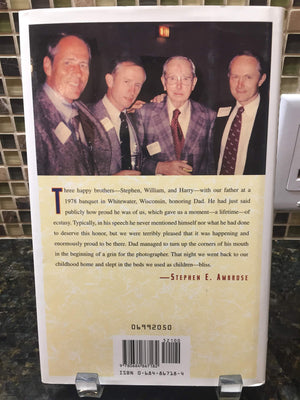 Three happy brothers—Stephen, William, and Harry—with our father at a
1978 banquet in Whitewater, Wisconsin, honoring Dad. He had just said
publicly how proud he was of us, which gave us a moment—a lifetime—of
ecstasy. Typically, in his speech he never mentioned himself nor what he had done
to deserve this honor, but we were terribly pleased that it was happening and
enormously proud to be there. Dad managed to turn up the corners of his mouth
in the beginning of a grin for the photographer. That night we went back to our
childhood home and slept in the beds we used as children—bliss.
—Stephen E. Ambrose
06992050
52100
9 780684 867182
ISBN 0-684-86718-4